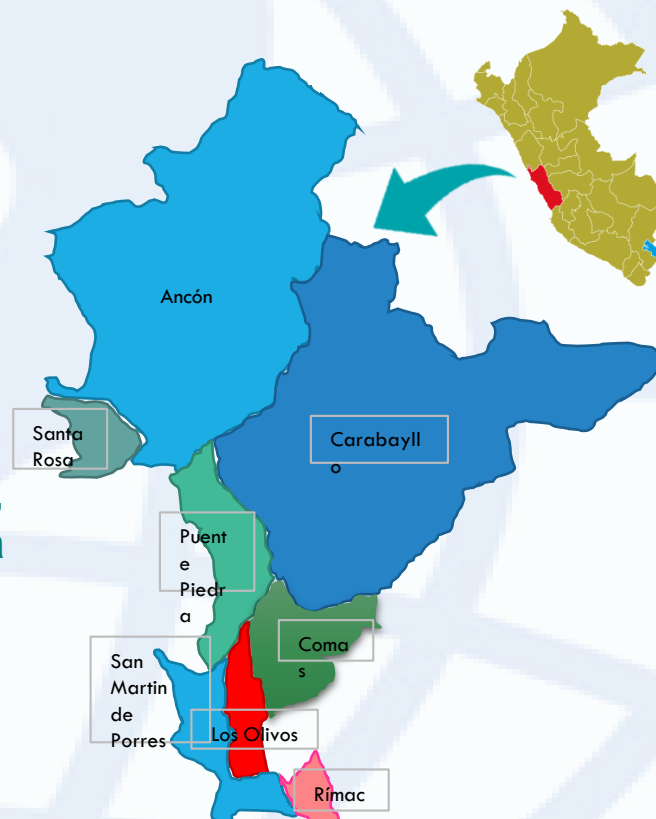 Ancón
Santa
Rosa
Carabayll
o
Puent
e
Piedr
a
Coma
s
San
Martin
de
Porres
Los Olivos
Rímac